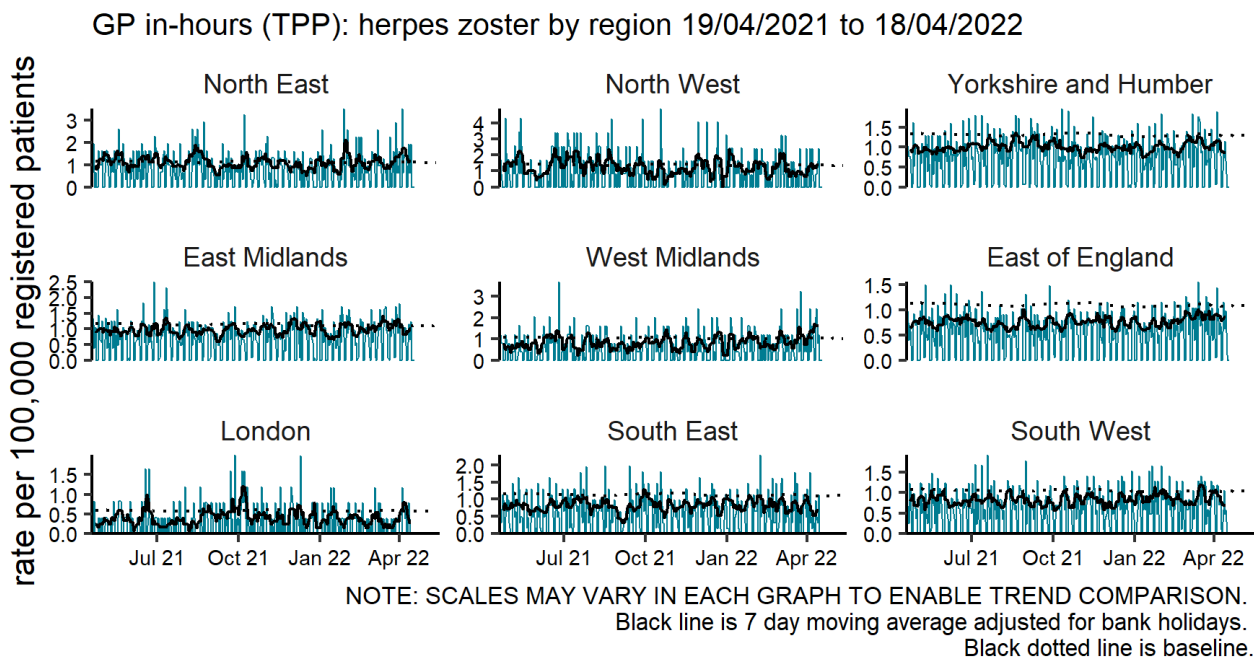 GP in-hours (TPP): herpes zoster by region 19/04/2021 to 18/04/2022
rate per 100,000 registered patients
North East
3
2
1
0
North West
4
3
2
1
0
Yorkshire and Humber
1.5
1.0
0.5
0.0
East Midlands
2.5
2.0
1.5
1.0
0.5
0.0
West Midlands
3
2
1
0
East of England
1.5
1.0
0.5
0.0
London
1.5
1.0
0.5
0.0
Jul 21 Oct 21 Jan 22 Apr 22
South East
2.0
1.5
1.0
0.5
0.0
Jul 21 Oct 21 Jan 22 Apr 22
South West
1.5
1.0
0.5
0.0
Jul 21 Oct 21 Jan 22 Apr 22
NOTE: SCALES MAY VARY IN EACH GRAPH TO ENABLE TREND COMPARISON.
Black line is 7 day moving average adjusted for bank holidays.
Black dotted line is baseline.